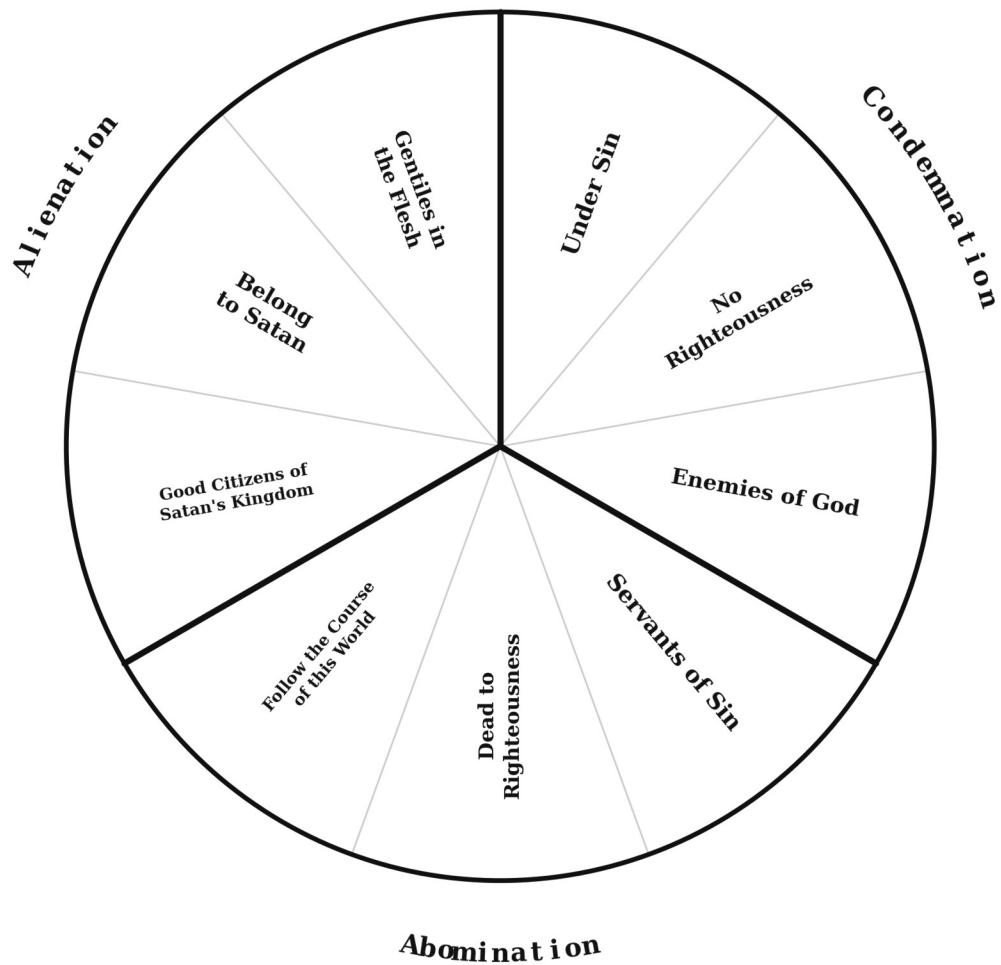 Condemnation
Under Sin
No
Righteousness
Enemies of God
Abomination
Servants of Sin
Dead to
Righteousness
Follow the Course
of this World
Alienation
Good Citizens of
Satan's Kingdom
Belong
to Satan
Gentiles in
the Flesh